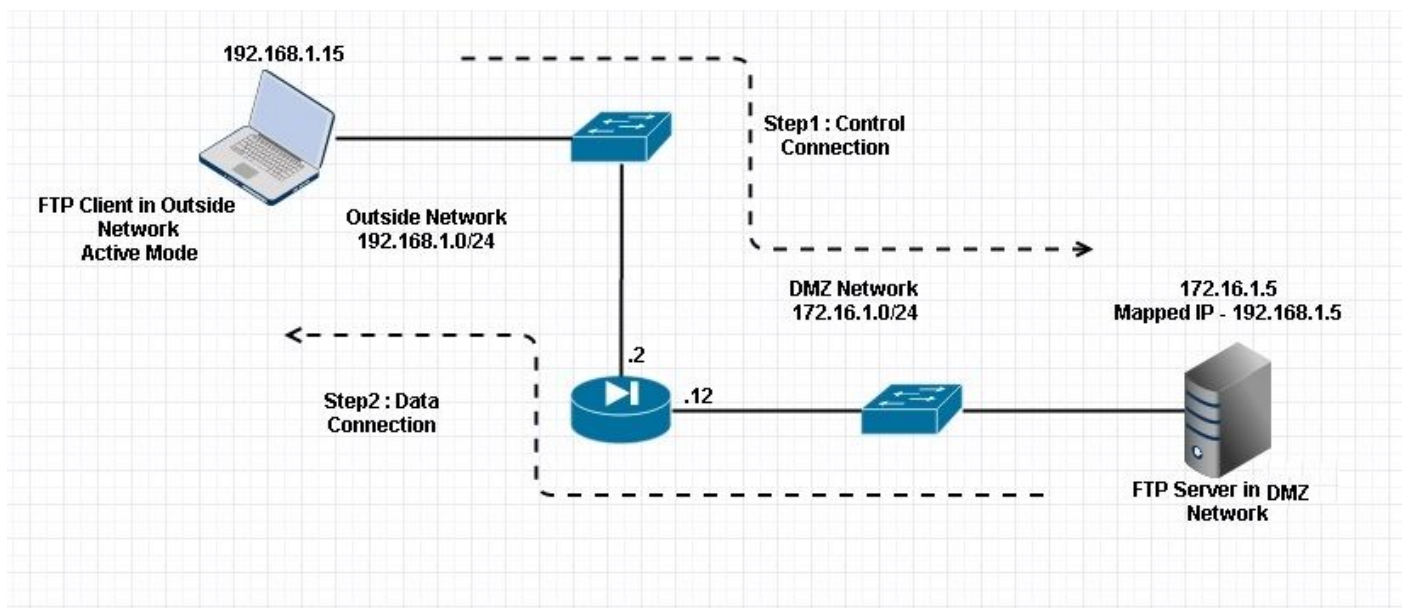 192.168.1.15
Step1 : Control
Connection
FTP Client in Outside
Network
Active Mode
Outside Network
192.168.1.0/24
DMZ Network
172.16.1.0/24
172.16.1.5
Mapped IP - 192.168.1.5
.2
.12
Step2 : Data
Connection
FTP Server in DMZ
Network